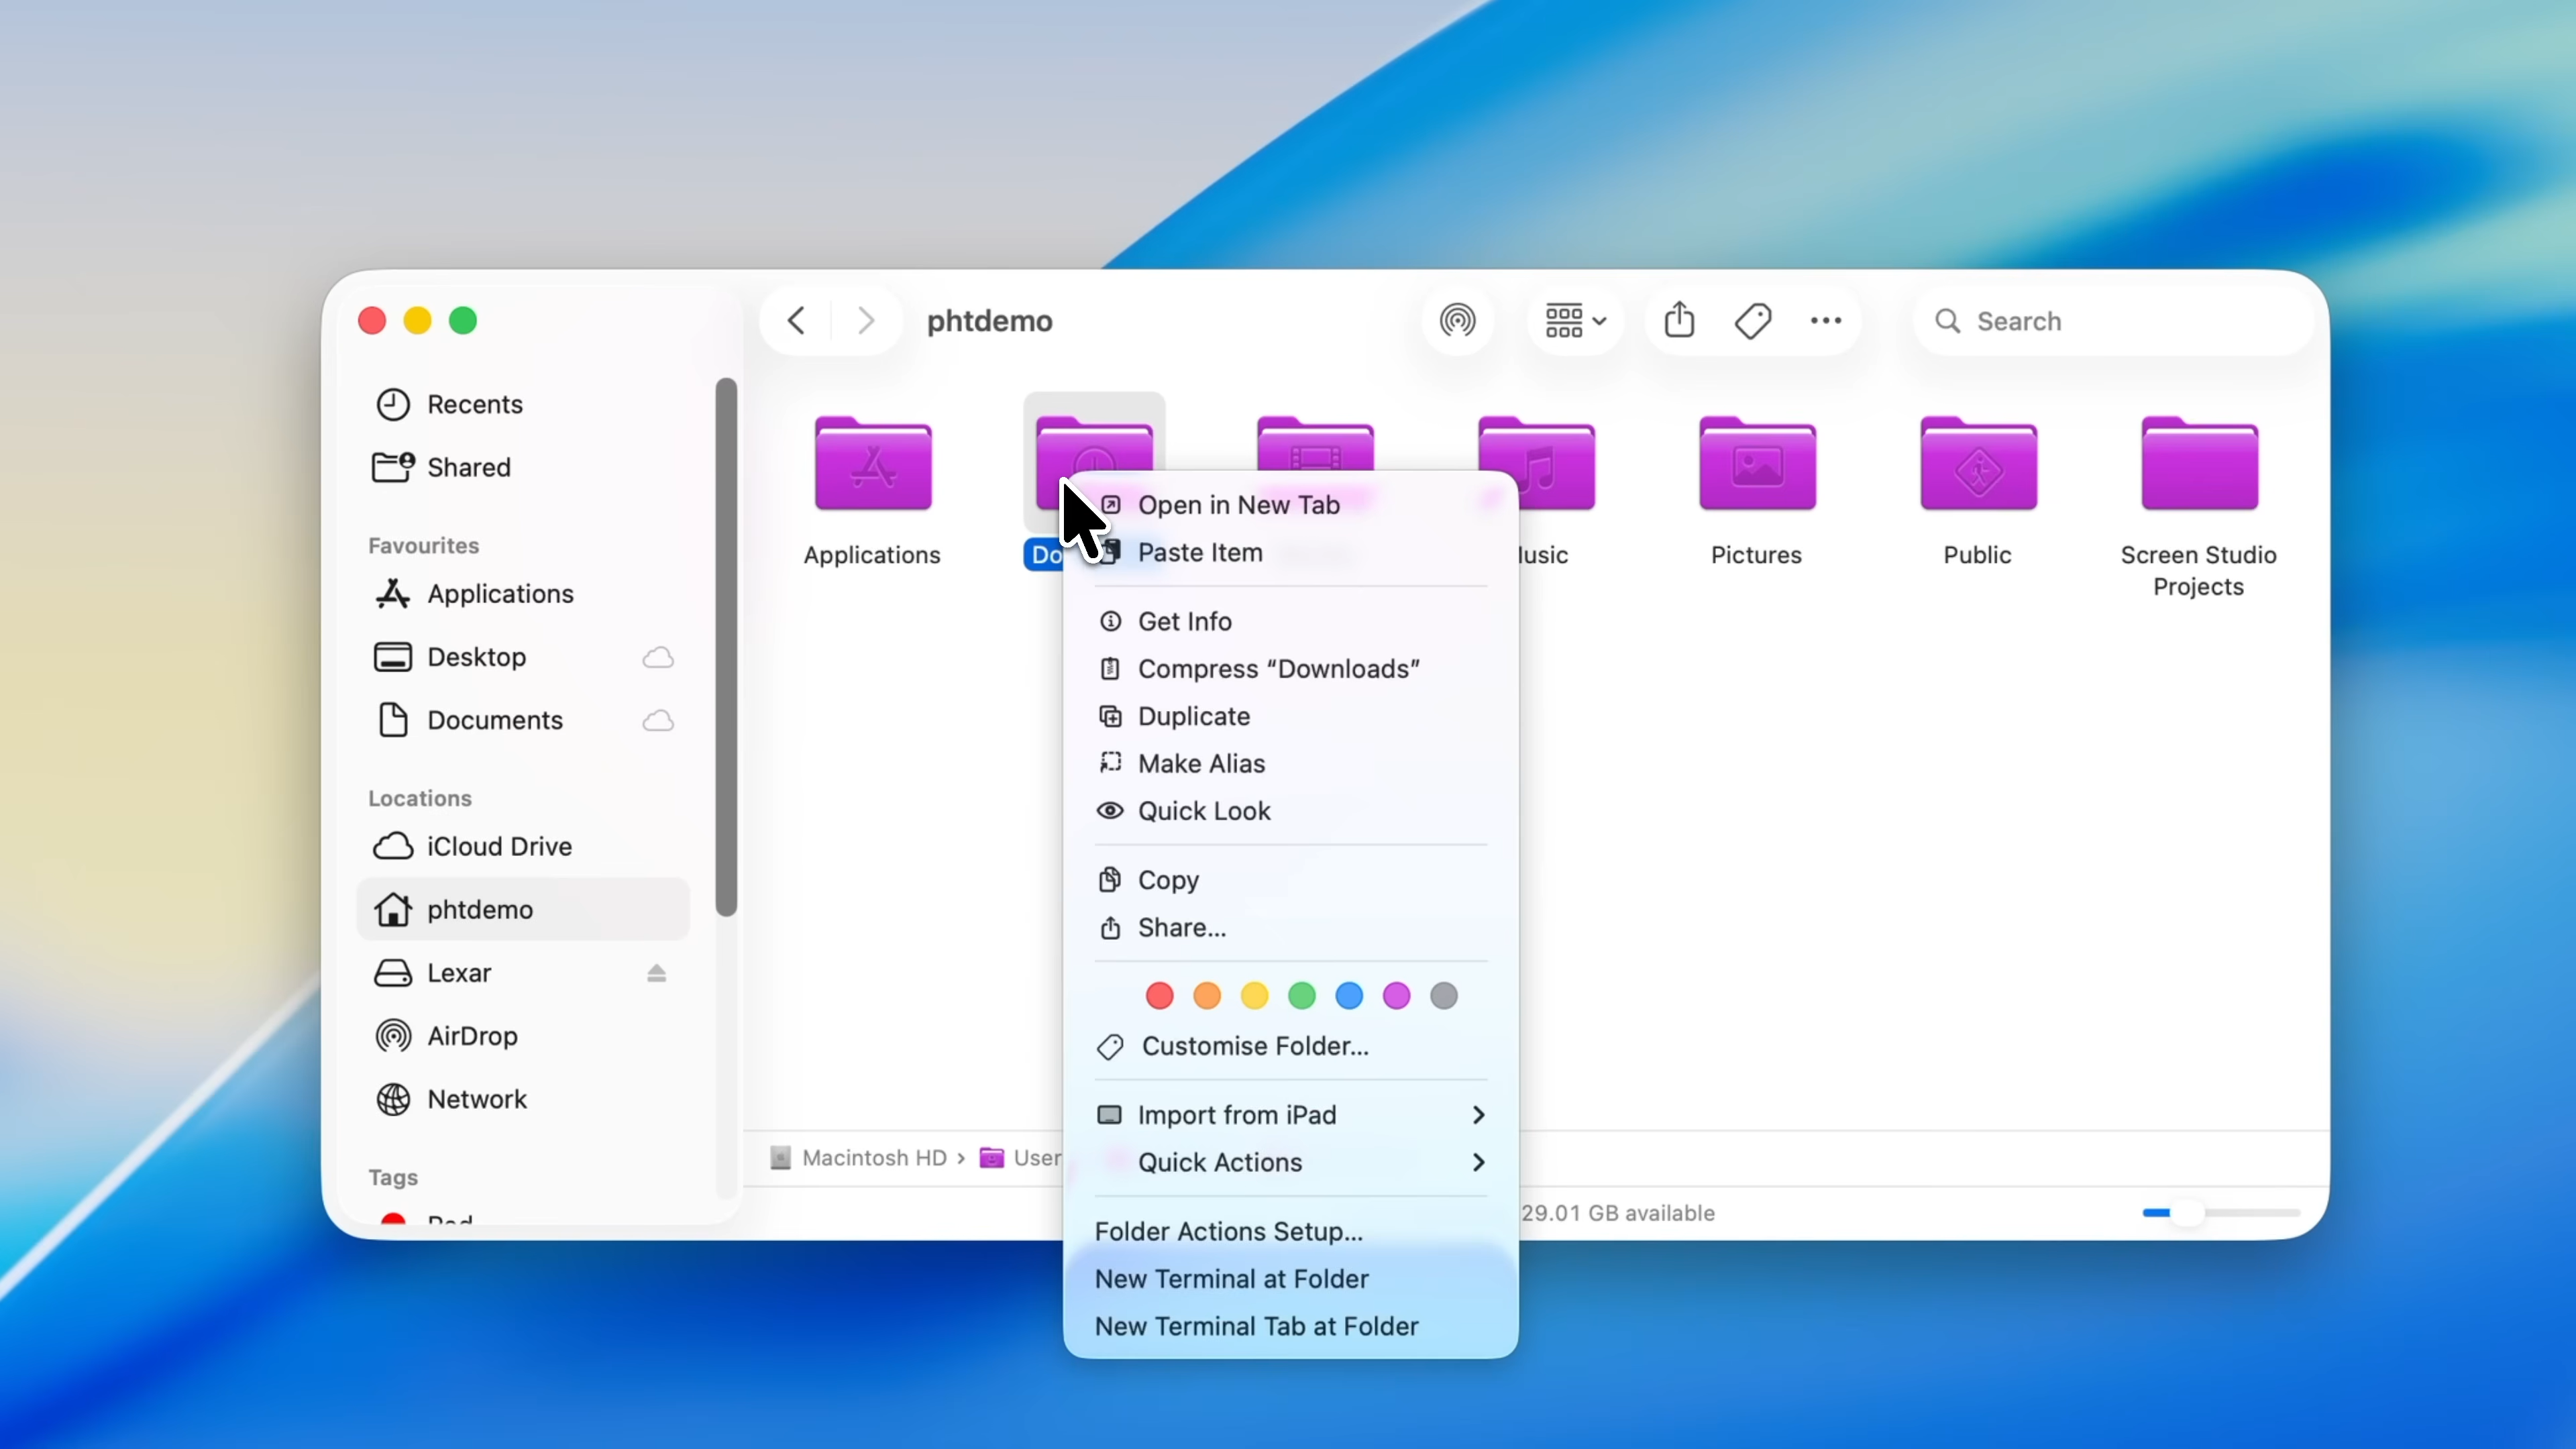 phtdemo
Search
Recents
Shared
Favourites
Applications
Desktop
Documents
Locations
iCloud Drive
phtdemo
Lexar
AirDrop
Network
Tags
Applications
Pictures
Public
Screen Studio
Projects
Open in New Tab
Paste Item
Get Info
Compress “Downloads”
Duplicate
Make Alias
Quick Look
Copy
Share...
Customise Folder...
Import from iPad
Quick Actions
Folder Actions Setup...
New Terminal at Folder
New Terminal Tab at Folder
Macintosh HD › User
29.01 GB available